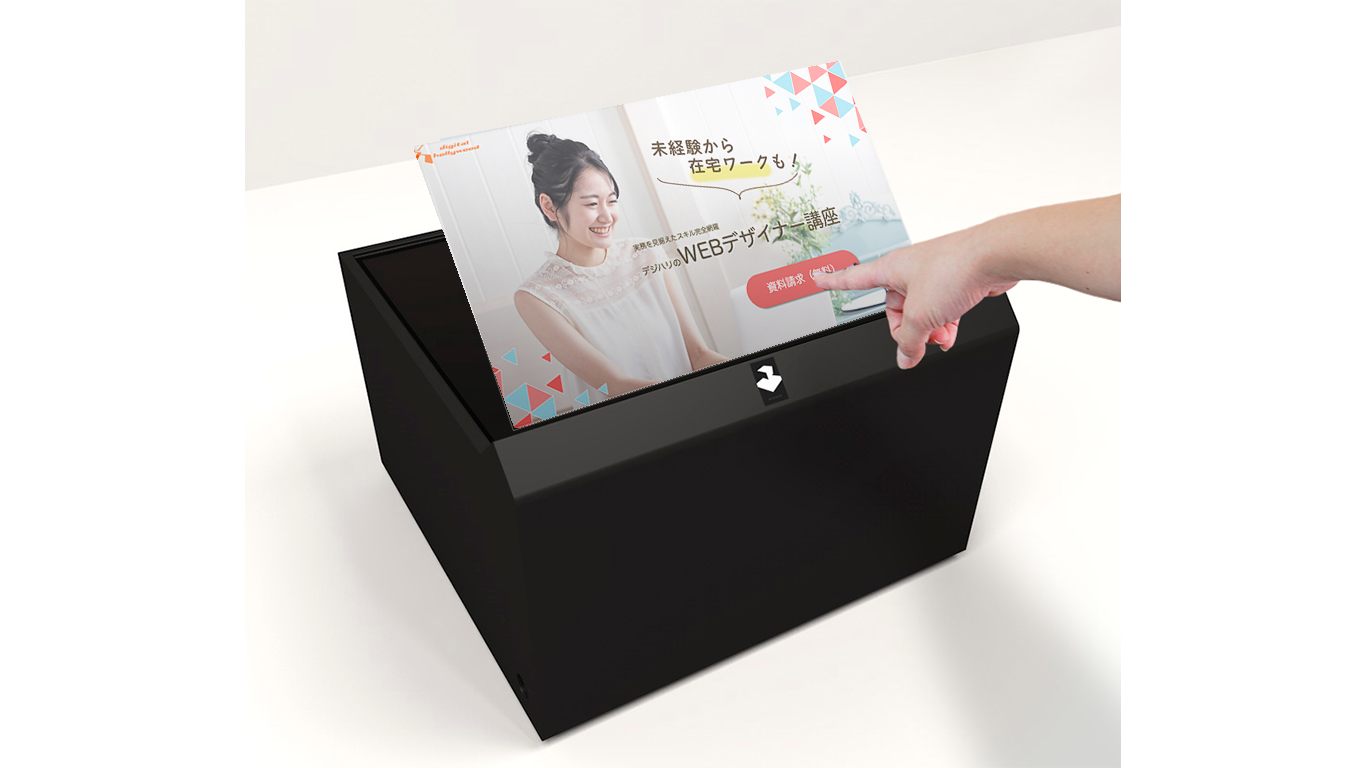 digital
hollywood
未経験から
在宅ワークも！
実務を見据えたスキル完全網羅
デジハリのWEBデザイナー講座
資料請求（無料）